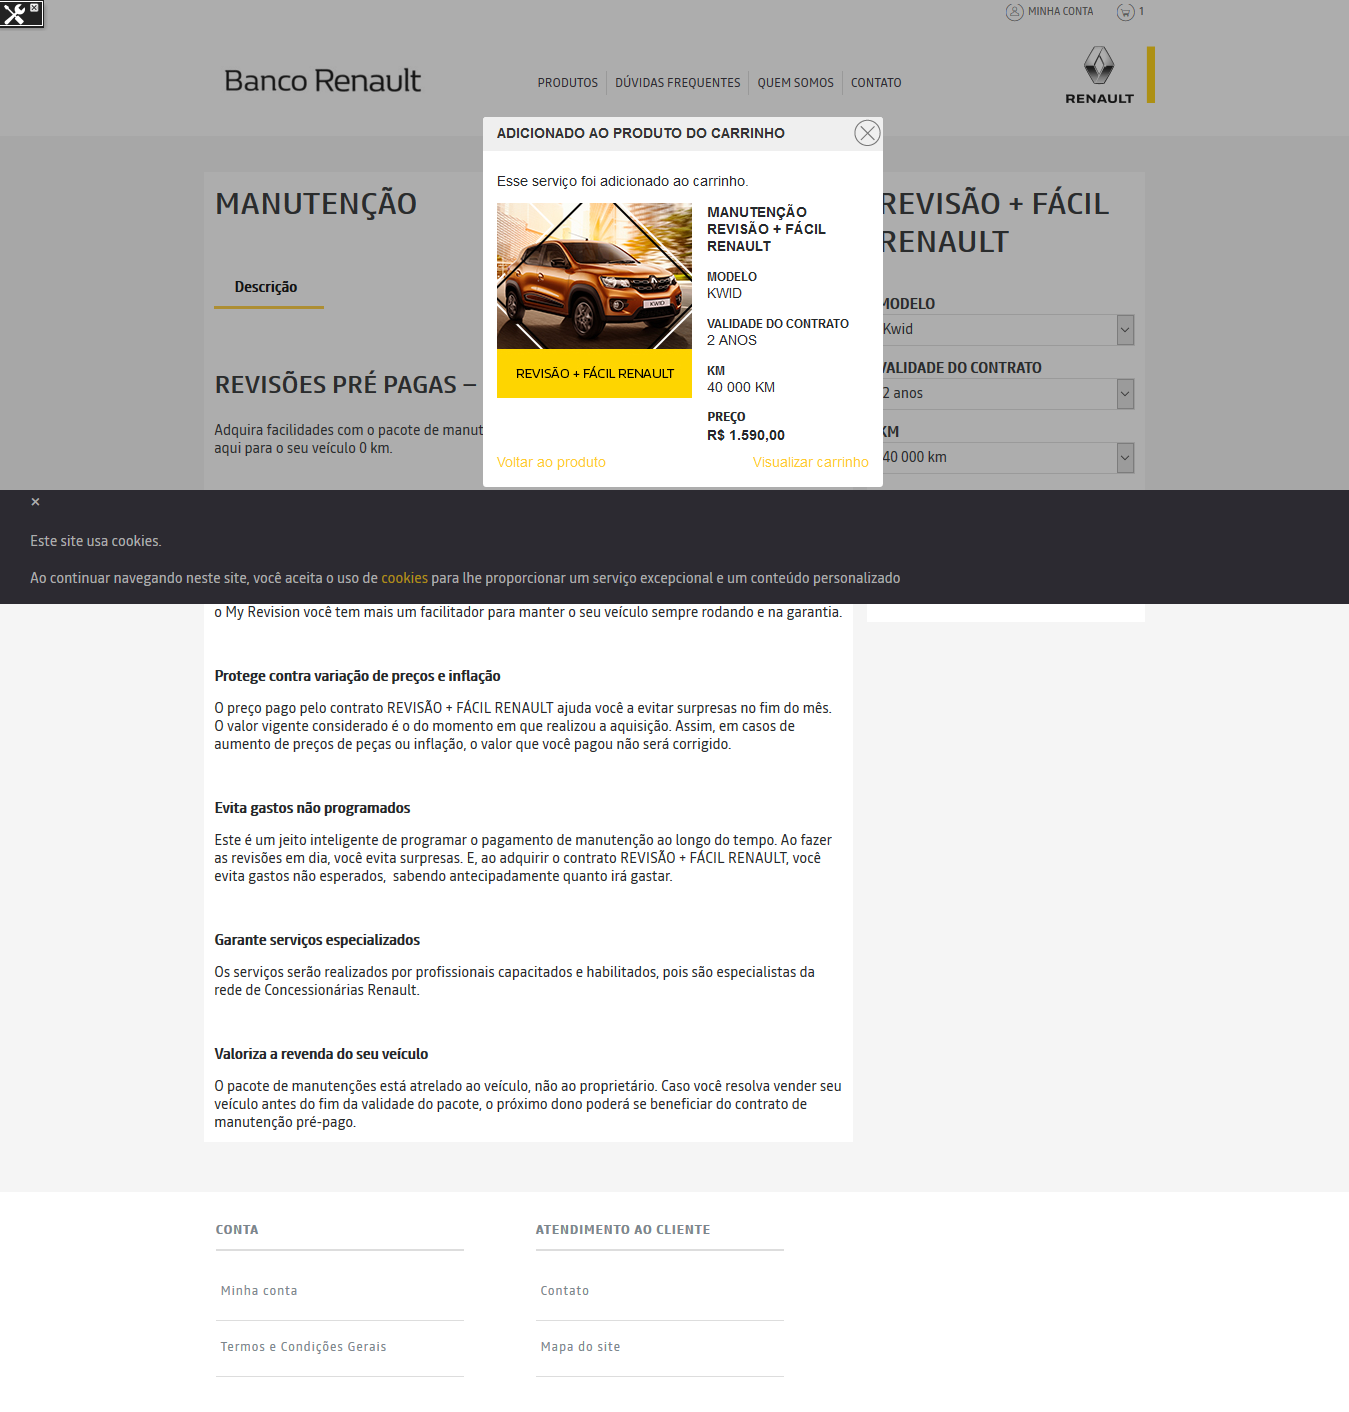 MINHA CONTA
1
Banco Renault
PRODUTOS
DÚVIDAS FREQUENTES
QUEM SOMOS
CONTATO
RENAULT
ADICIONADO AO PRODUTO DO CARRINHO
Esse serviço foi adicionado ao carrinho.
KWID
REVISÃO + FÁCIL RENAULT
MANUTENÇÃO
REVISÃO + FÁCIL
RENAULT
MODELO
KWID
VALIDADE DO CONTRATO
2 ANOS
KM
40 000 KM
PREÇO
R$ 1.590,00
Voltar ao produto
Visualizar carrinho
MANUTENÇÃO
Descrição
REVISÕES PRÉ PAGAS –
Adquira facilidades com o pacote de manut
aqui para o seu veículo 0 km.
REVISÃO + FÁCIL
RENAULT
MODELO
Kwid
VALIDADE DO CONTRATO
2 anos
KM
40 000 km
×
Este site usa cookies.
Ao continuar navegando neste site, você aceita o uso de cookies para lhe proporcionar um serviço excepcional e um conteúdo personalizado
o My Revision você tem mais um facilitador para manter o seu veículo sempre rodando e na garantia.
Protege contra variação de preços e inflação
O preço pago pelo contrato REVISÃO + FÁCIL RENAULT ajuda você a evitar surpresas no fim do mês.
O valor vigente considerado é o do momento em que realizou a aquisição. Assim, em casos de
aumento de preços de peças ou inflação, o valor que você pagou não será corrigido.
Evita gastos não programados
Este é um jeito inteligente de programar o pagamento de manutenção ao longo do tempo. Ao fazer
as revisões em dia, você evita surpresas. E, ao adquirir o contrato REVISÃO + FÁCIL RENAULT, você
evita gastos não esperados,  sabendo antecipadamente quanto irá gastar.
Garante serviços especializados
Os serviços serão realizados por profissionais capacitados e habilitados, pois são especialistas da
rede de Concessionárias Renault.
Valoriza a revenda do seu veículo
O pacote de manutenções está atrelado ao veículo, não ao proprietário. Caso você resolva vender seu
veículo antes do fim da validade do pacote, o próximo dono poderá se beneficiar do contrato de
manutenção pré-pago.
CONTA
Minha conta
Termos e Condições Gerais
ATENDIMENTO AO CLIENTE
Contato
Mapa do site